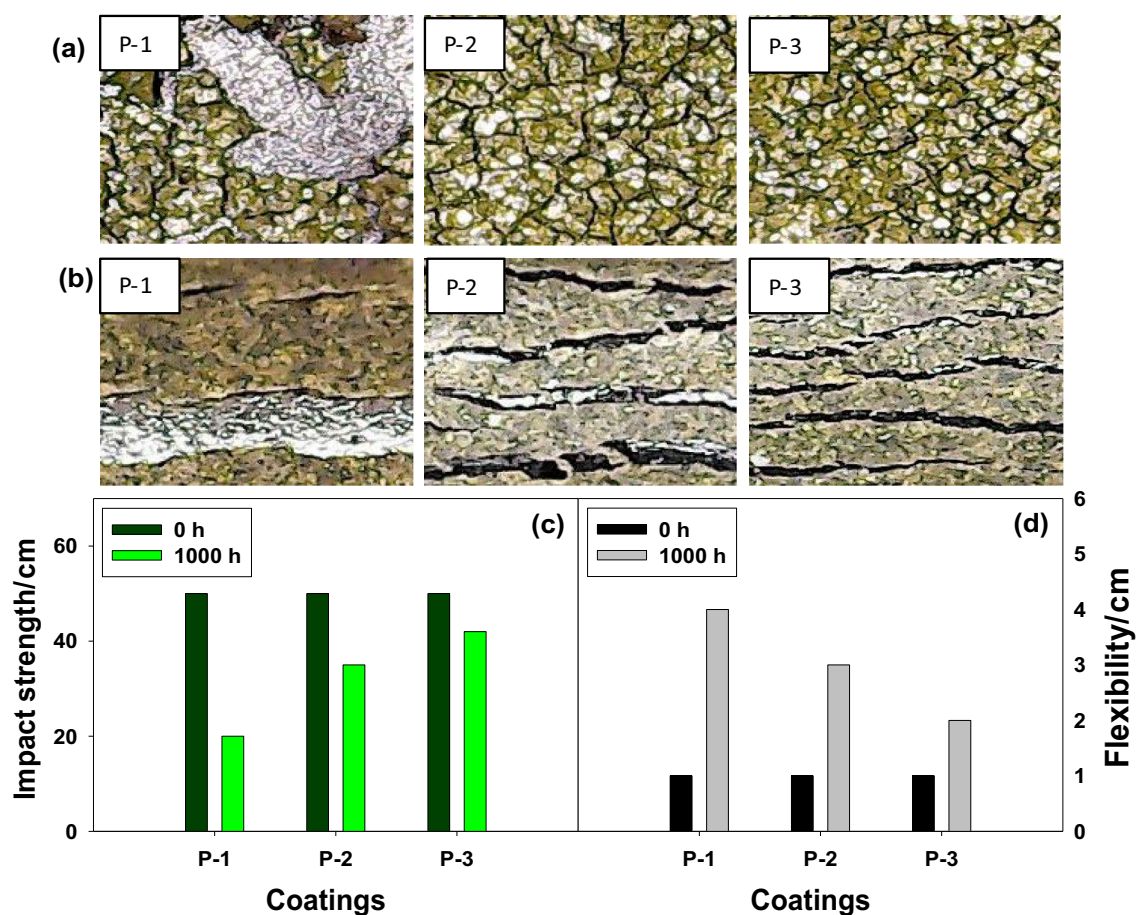 (a)
P-1
P-2
P-3
(b)
P-1
P-2
P-3
Impact strength/cm
60
40
20
0
0 h
1000 h
(c)
P-1
P-2
P-3
Coatings
0 h
1000 h
(d)
P-1
P-2
P-3
Coatings
6
5
4
3
2
1
0
Flexibility/cm